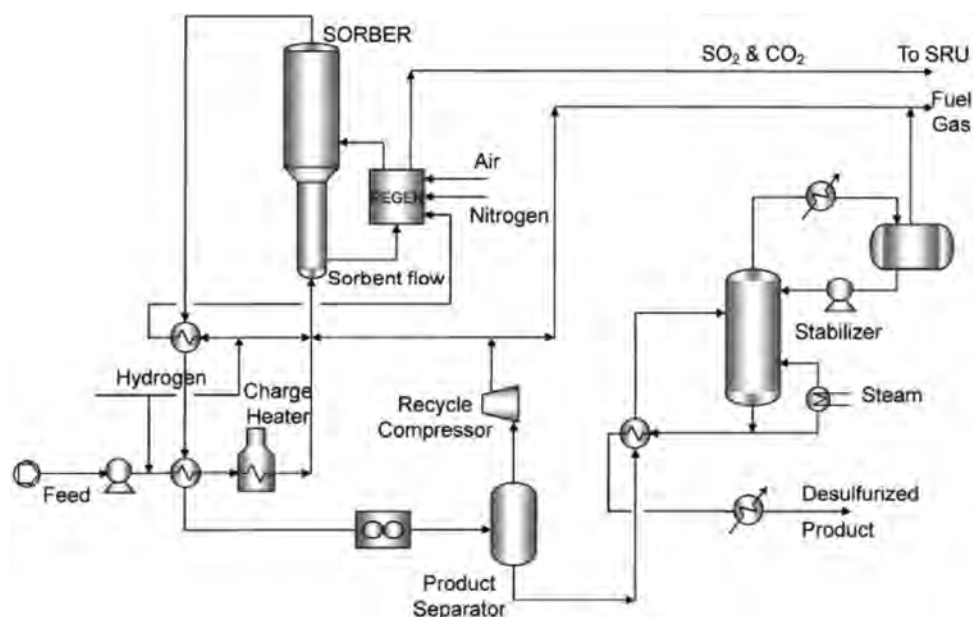 SORBER
SO₂ & CO₂
To SRU
Fuel
Gas
Air
REGEN
Nitrogen
Sorbent flow
Stabilizer
Hydrogen
Charge
Heater
Recycle
Compressor
Steam
Feed
Desulfurized
Product
Product
Separator